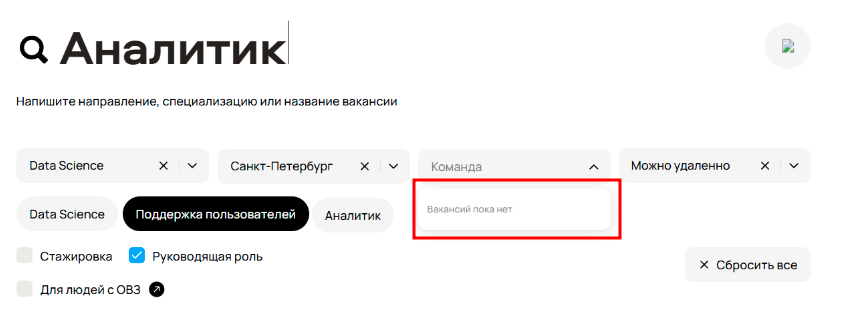 Аналитик
Напишите направление, специализацию или название вакансии
Data Science
Санкт-Петербург
Команда
Можно удаленно
Data Science
Поддержка пользователей
Аналитик
Вакансий пока нет
Стажировка
Руководящая роль
Сбросить все
Для людей с ОВЗ